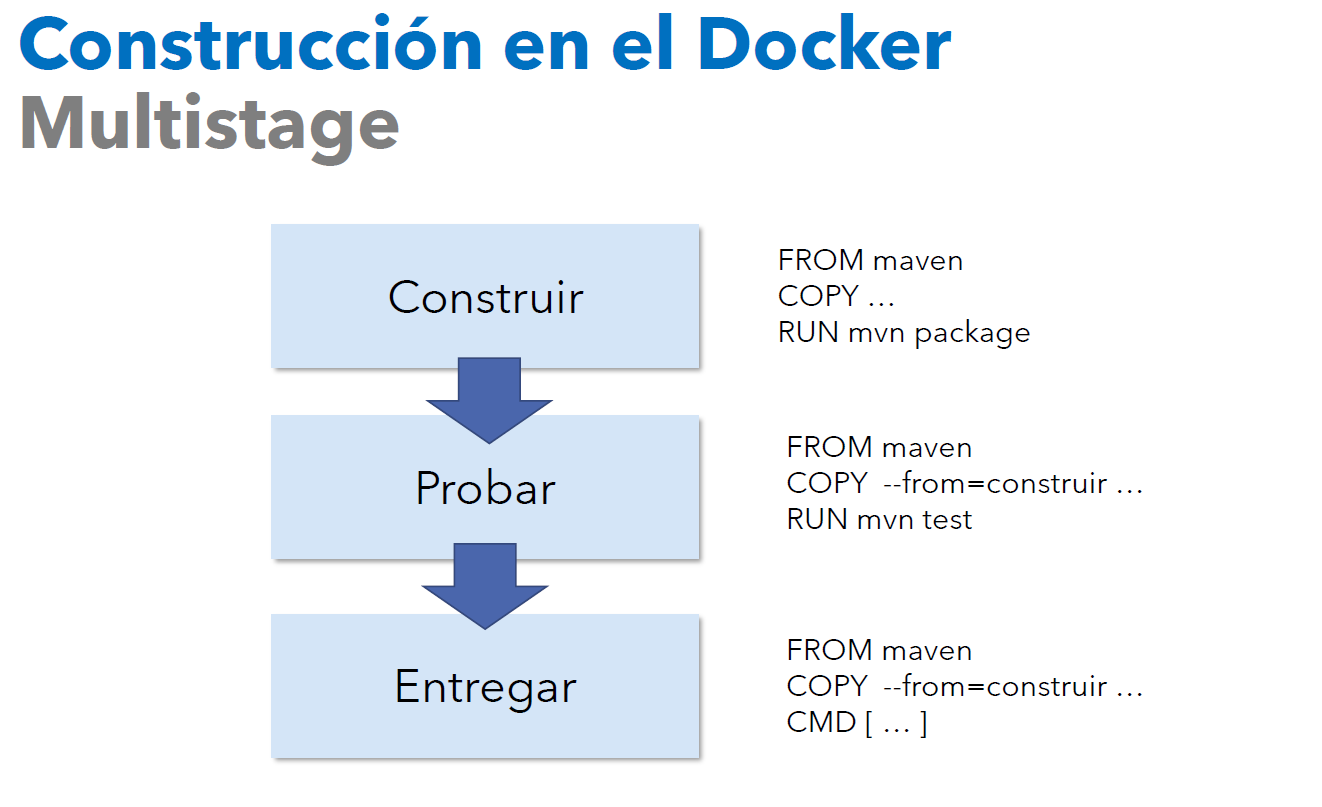 Construcción en el Docker
Multistage
Construir
FROM maven
COPY …
RUN mvn package
Probar
FROM maven
COPY --from=construir …
RUN mvn test
Entregar
FROM maven
COPY --from=construir …
CMD [ … ]